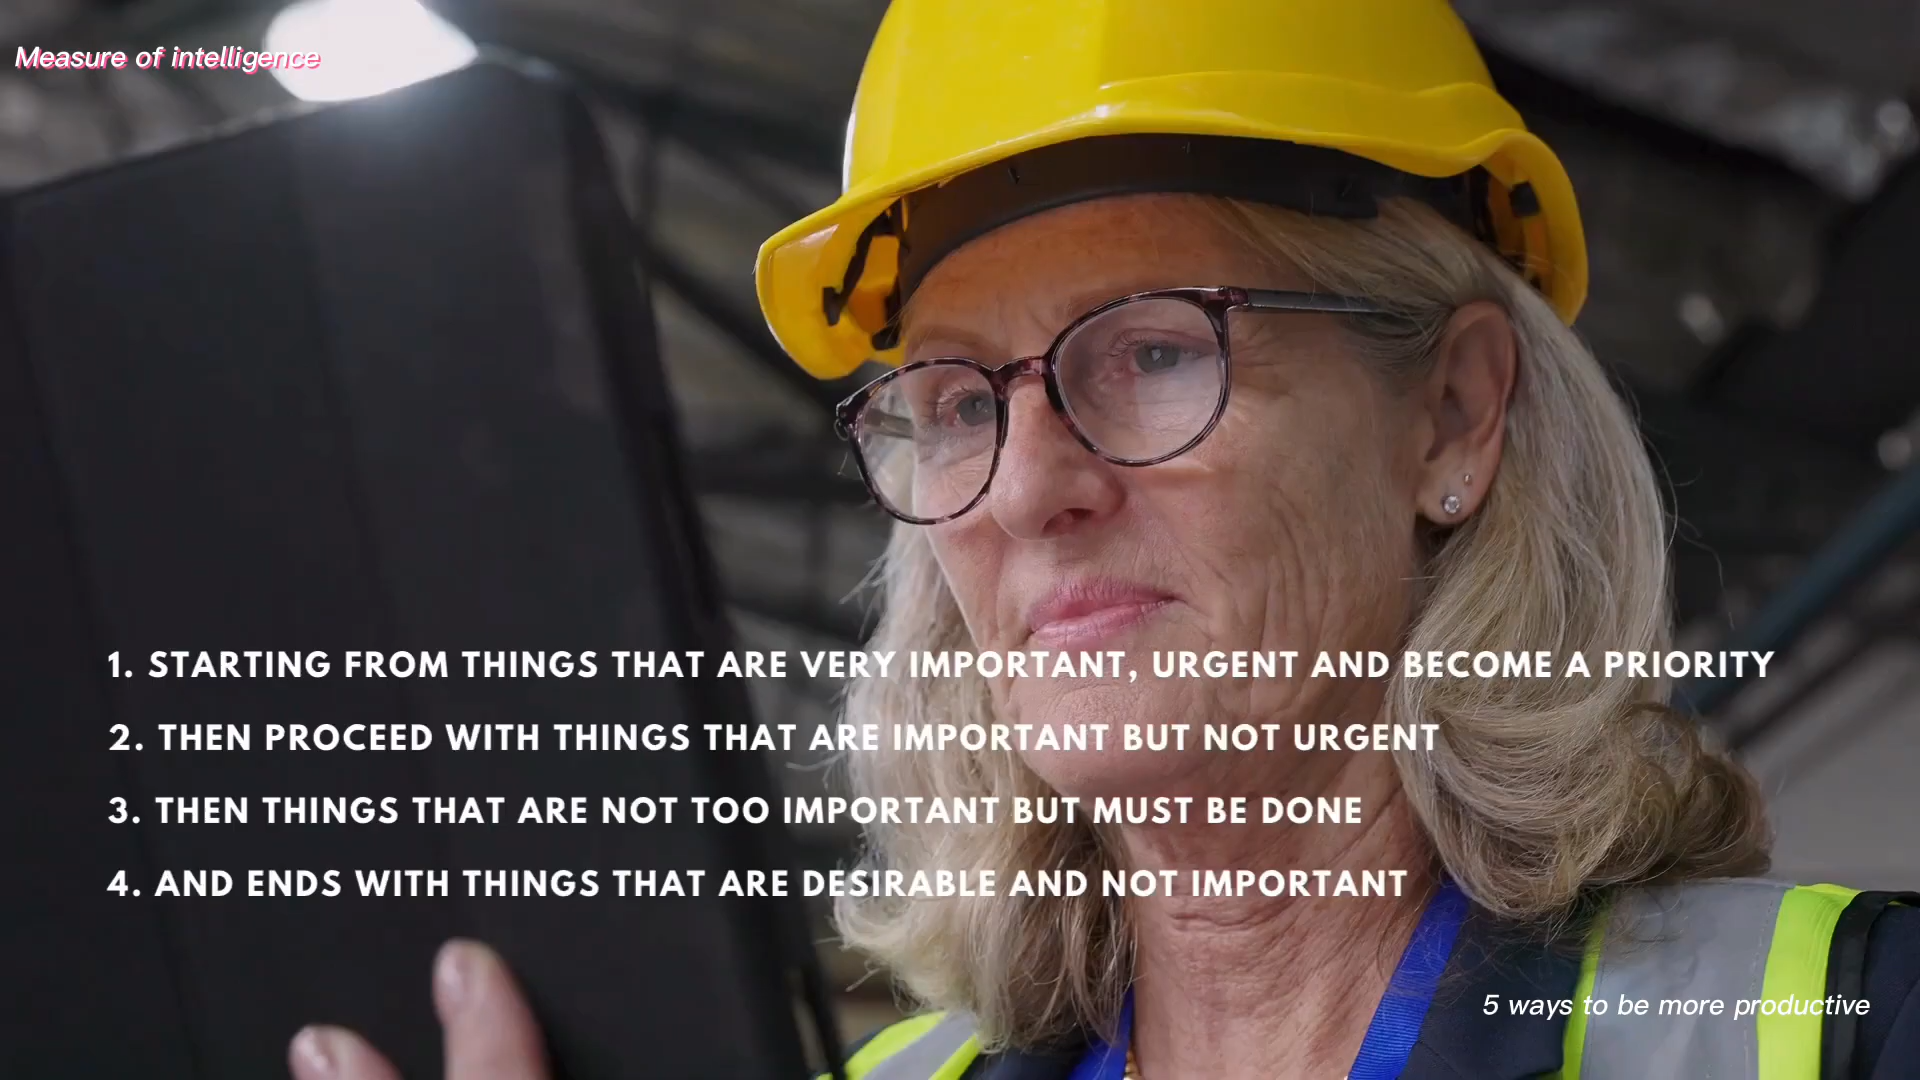 Measure of intelligence
1. STARTING FROM THINGS THAT ARE VERY IMPORTANT, URGENT AND BECOME A PRIORITY
2. THEN PROCEED WITH THINGS THAT ARE IMPORTANT BUT NOT URGENT
3. THEN THINGS THAT ARE NOT TOO IMPORTANT BUT MUST BE DONE
4. AND ENDS WITH THINGS THAT ARE DESIRABLE AND NOT IMPORTANT
5 ways to be more productive